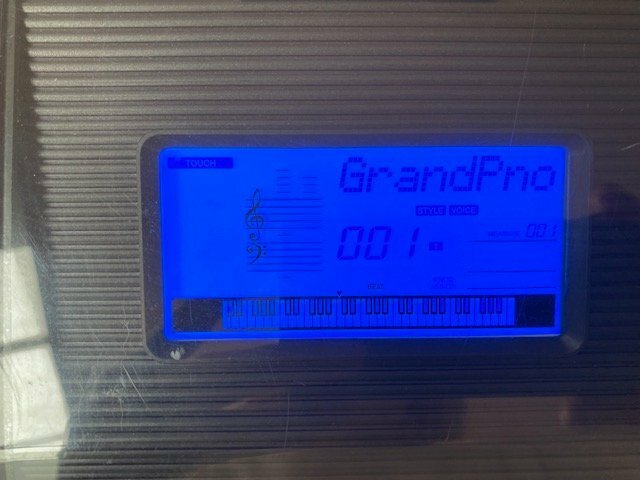 TOUCH
GrandPno
STYLE VOICE
001
MEASURE 001
BEAT